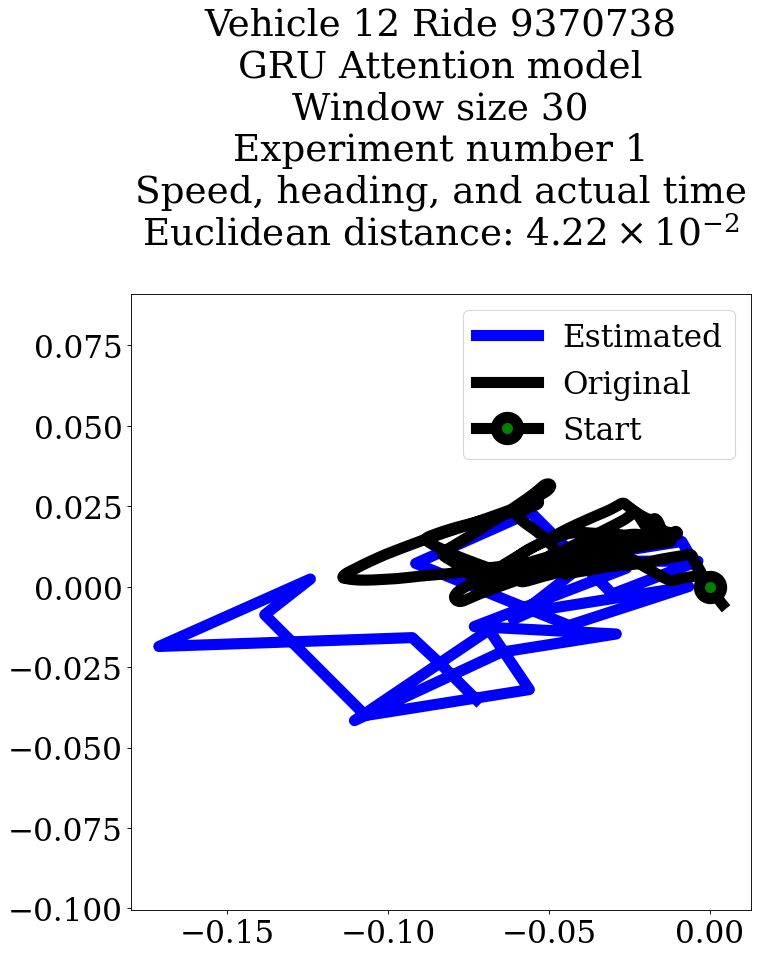 Vehicle 12 Ride 9370738
GRU Attention model
Window size 30
Experiment number 1
Speed, heading, and actual time
Euclidean distance: 4.22 × 10⁻²
Estimated
Original
Start
0.075
0.050
0.025
0.000
−0.025
−0.050
−0.075
−0.100
−0.15
−0.10
−0.05
0.00